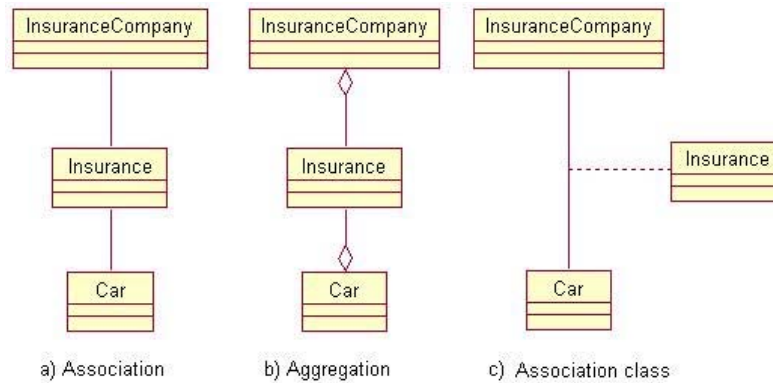 InsuranceCompany
Insurance
Car
a) Association
InsuranceCompany
Insurance
Car
b) Aggregation
InsuranceCompany
Insurance
Car
c) Association class